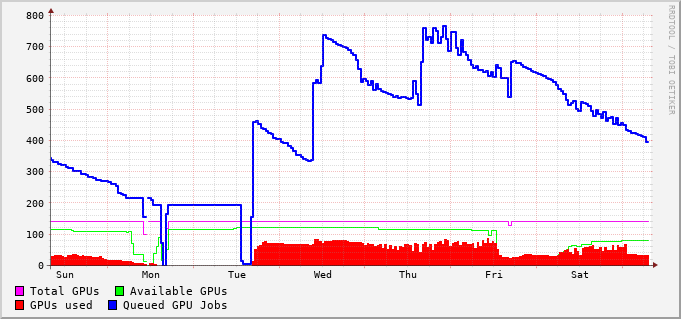 800
700
600
500
400
300
200
100
0
Sun Mon Tue Wed Thu Fri Sat
Total GPUs Available GPUs
GPUs used Queued GPU Jobs
RRDTOOL / TOBI OETIKER